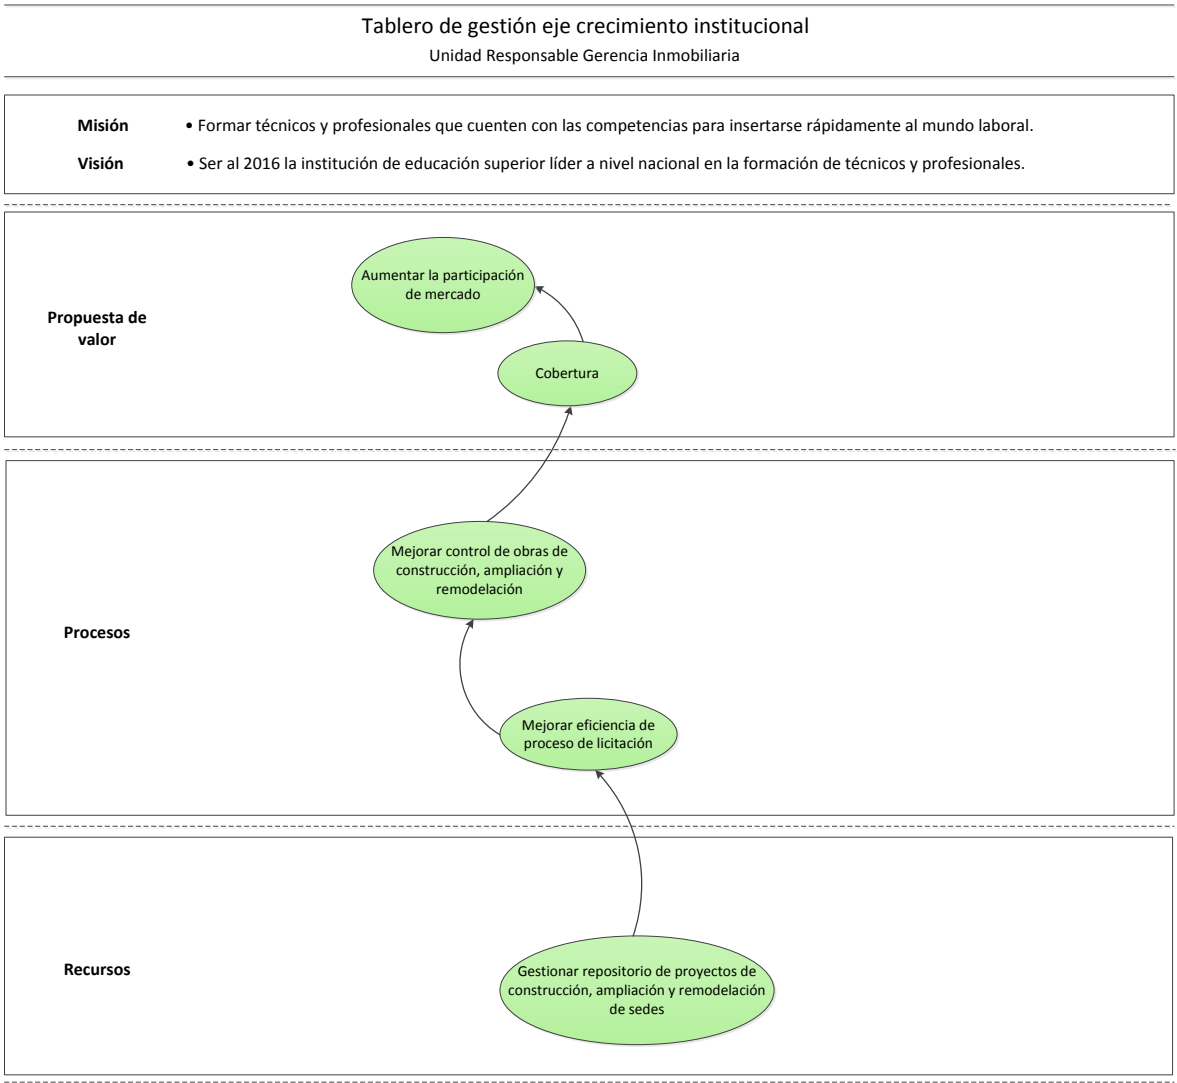 Tablero de gestión eje crecimiento institucional
Unidad Responsable Gerencia Inmobiliaria
Misión • Formar técnicos y profesionales que cuenten con las competencias para insertarse rápidamente al mundo laboral.
Visión • Ser al 2016 la institución de educación superior líder a nivel nacional en la formación de técnicos y profesionales.
Propuesta de
valor
Aumentar la participación
de mercado
Cobertura
Procesos
Mejorar control de obras de
construcción, ampliación y
remodelación
Mejorar eficiencia de
proceso de licitación
Recursos
Gestionar repositorio de proyectos de
construcción, ampliación y remodelación
de sedes